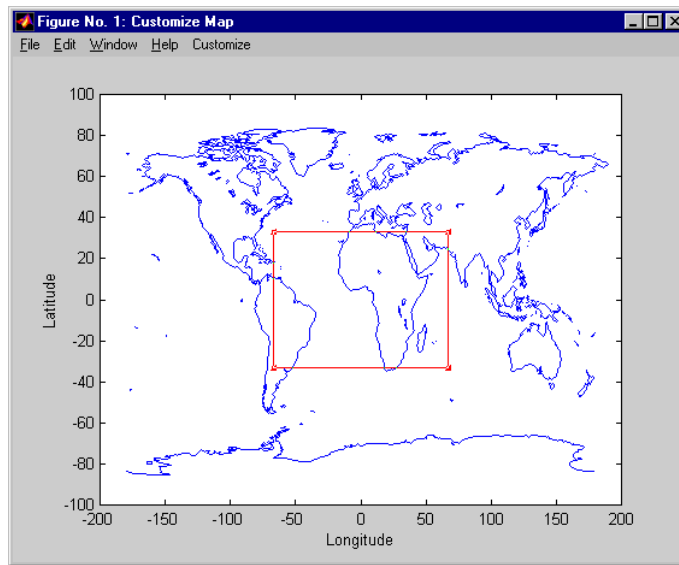 Figure No. 1: Customize Map
File Edit Window Help Customize
100
80
60
40
20
0
-20
-40
-60
-80
-100
Latitude
-200 -150 -100 -50 0 50 100 150 200
Longitude